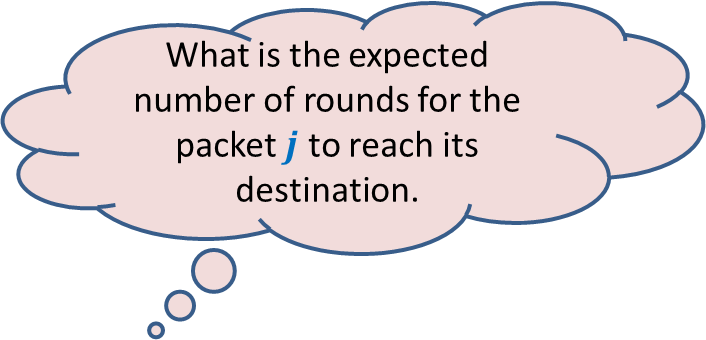 What is the expected
number of rounds for the
packet j to reach its
destination.